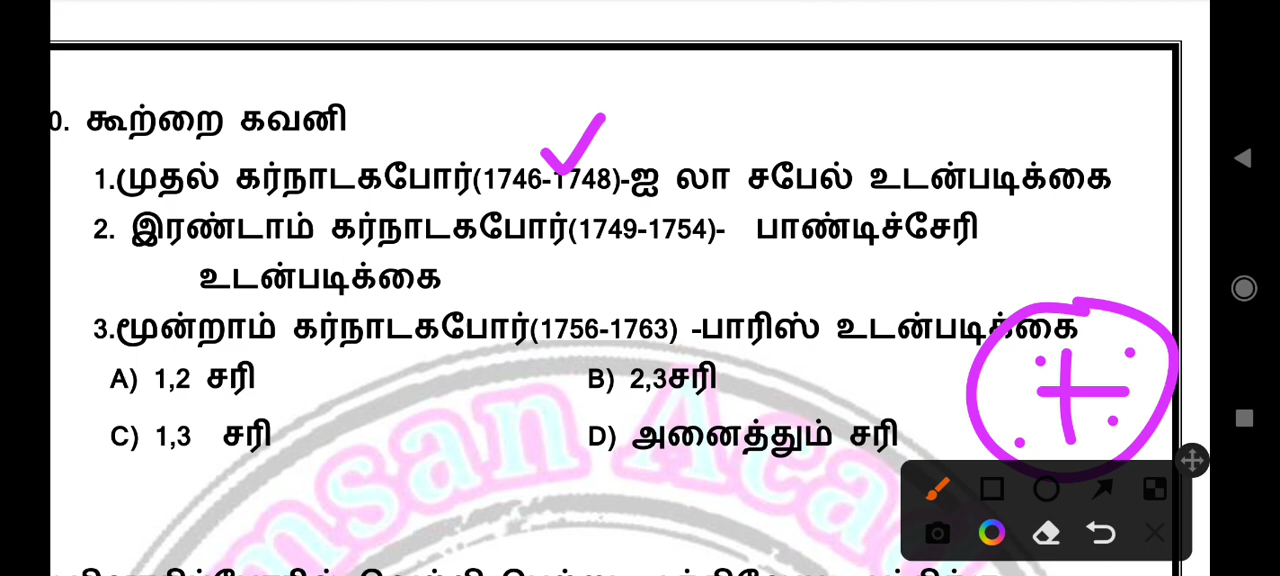 0. கூற்றை கவனி
1.முதல் கர்நாடகபோர்(1746-1748)-ஐ லா சபேல் உடன்படிக்கை
2. இரண்டாம் கர்நாடகபோர்(1749-1754)- பாண்டிச்சேரி
உடன்படிக்கை
3.மூன்றாம் கர்நாடகபோர்(1756-1763) -பாரிஸ் உடன்படிக்கை
A) 1,2 சரி B) 2,3சரி
C) 1,3 சரி D) அனைத்தும் சரி